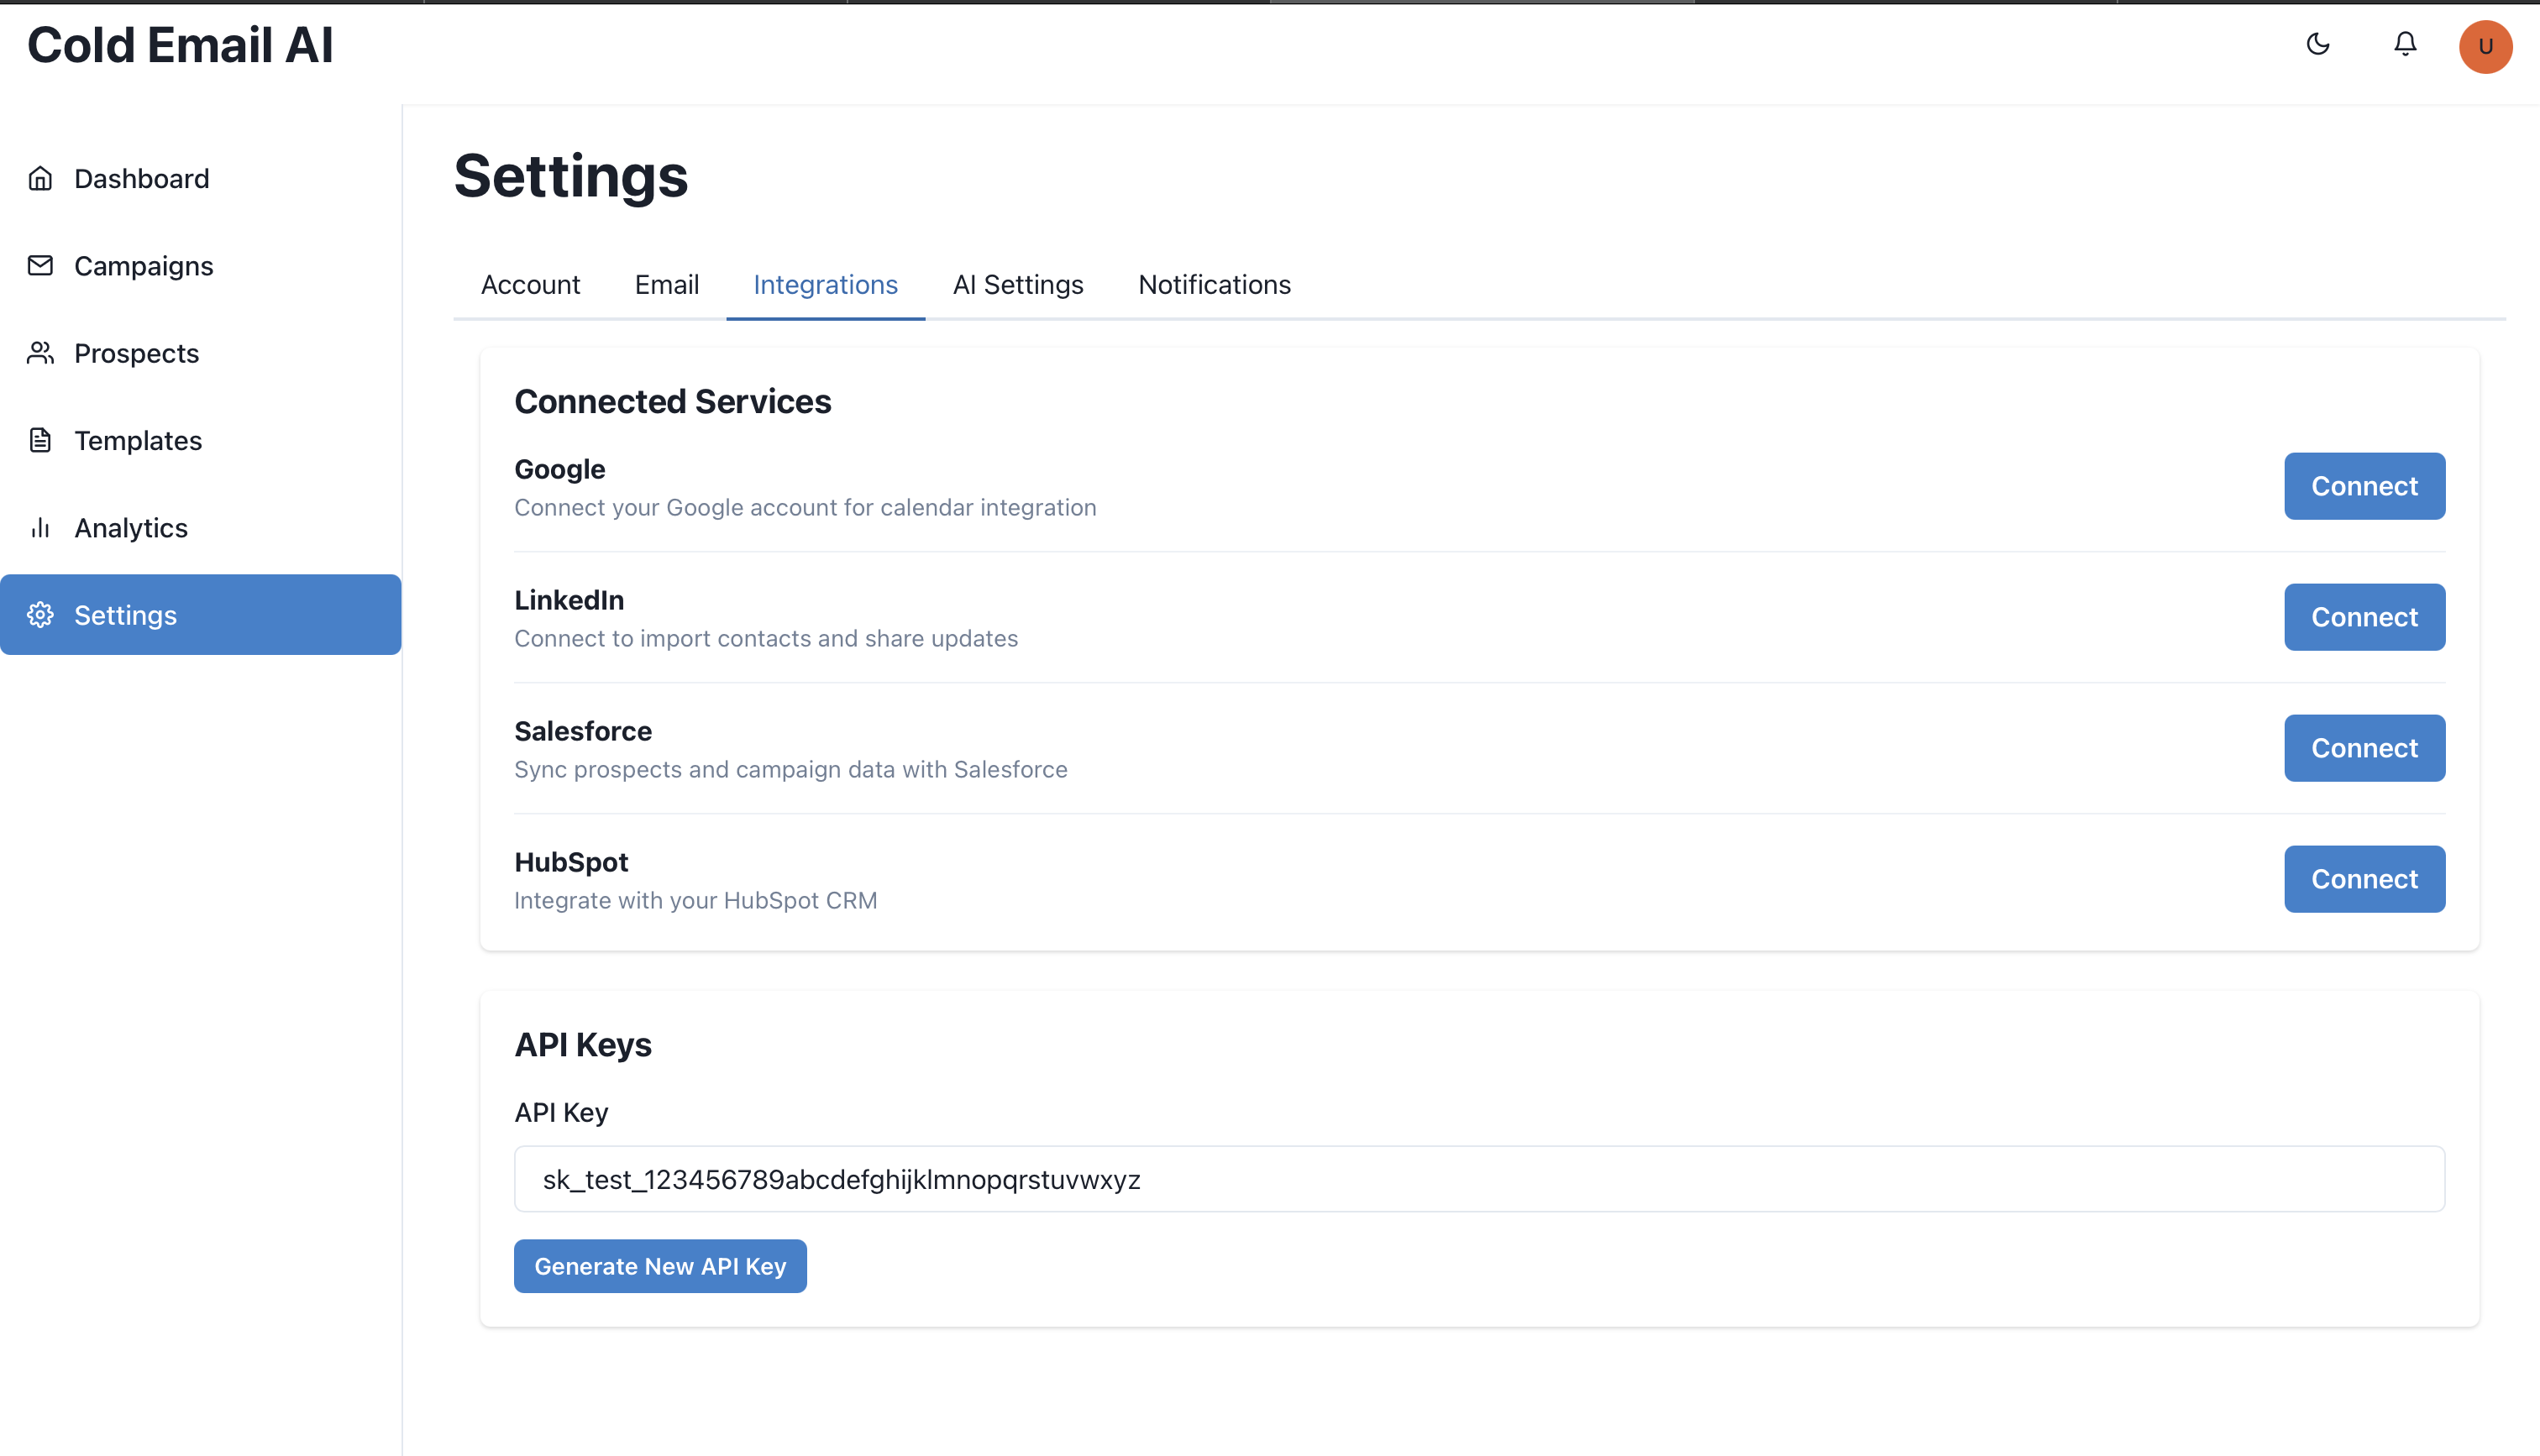 Cold Email AI
U
Dashboard
Campaigns
Prospects
Templates
Analytics
Settings
Settings
Account Email Integrations AI Settings Notifications
Connected Services
Google
Connect your Google account for calendar integration
Connect
LinkedIn
Connect to import contacts and share updates
Connect
Salesforce
Sync prospects and campaign data with Salesforce
Connect
HubSpot
Integrate with your HubSpot CRM
Connect
API Keys
API Key
sk_test_123456789abcdefghijklmnopqrstuvwxyz
Generate New API Key